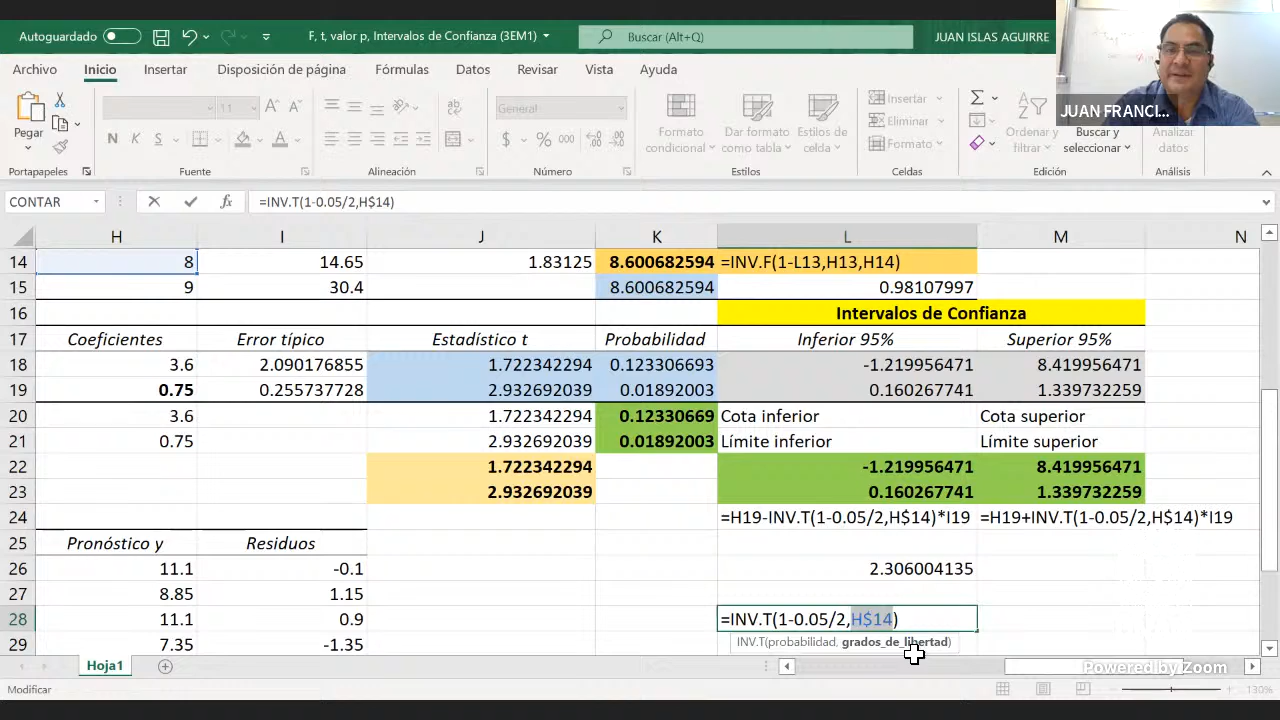 Autoguardado
F, t, valor p, Intervalos de Confianza (3EM1)
Buscar (Alt+Q)
JUAN ISLAS AGUIRRE
JUAN FRANCI...
Archivo Inicio Insertar Disposición de página Fórmulas Datos Revisar Vista Ayuda
Pegar
11
General
N K S
$ % 000
Formato condicional
Dar formato como tabla
Estilos de celda
Insertar
Eliminar
Formato
Ordenar filtrar
Buscar y seleccionar
Analizar datos
Portapapeles Fuente Alineación Número Estilos Celdas Edición Análisis
CONTAR fx =INV.T(1-0.05/2,H$14)
H I J K L M N
14 8 14.65 1.83125 8.600682594 =INV.F(1-L13,H13,H14)
15 9 30.4 8.600682594 0.98107997
16 Intervalos de Confianza
17 Coeficientes Error típico Estadístico t Probabilidad Inferior 95% Superior 95%
18 3.6 2.090176855 1.722342294 0.123306693 -1.219956471 8.419956471
19 0.75 0.255737728 2.932692039 0.01892003 0.160267741 1.339732259
20 3.6 1.722342294 0.12330669 Cota inferior Cota superior
21 0.75 2.932692039 0.01892003 Límite inferior Límite superior
22 1.722342294 -1.219956471 8.419956471
23 2.932692039 0.160267741 1.339732259
24 =H19-INV.T(1-0.05/2,H$14)*I19 =H19+INV.T(1-0.05/2,H$14)*I19
25 Pronóstico y Residuos
26 11.1 -0.1 2.306004135
27 8.85 1.15
28 11.1 0.9 =INV.T(1-0.05/2,H$14)
29 7.35 -1.35 INV.T(probabilidad, grados_de_libertad)
Hoja1
Powered by Zoom
Modificar 130%